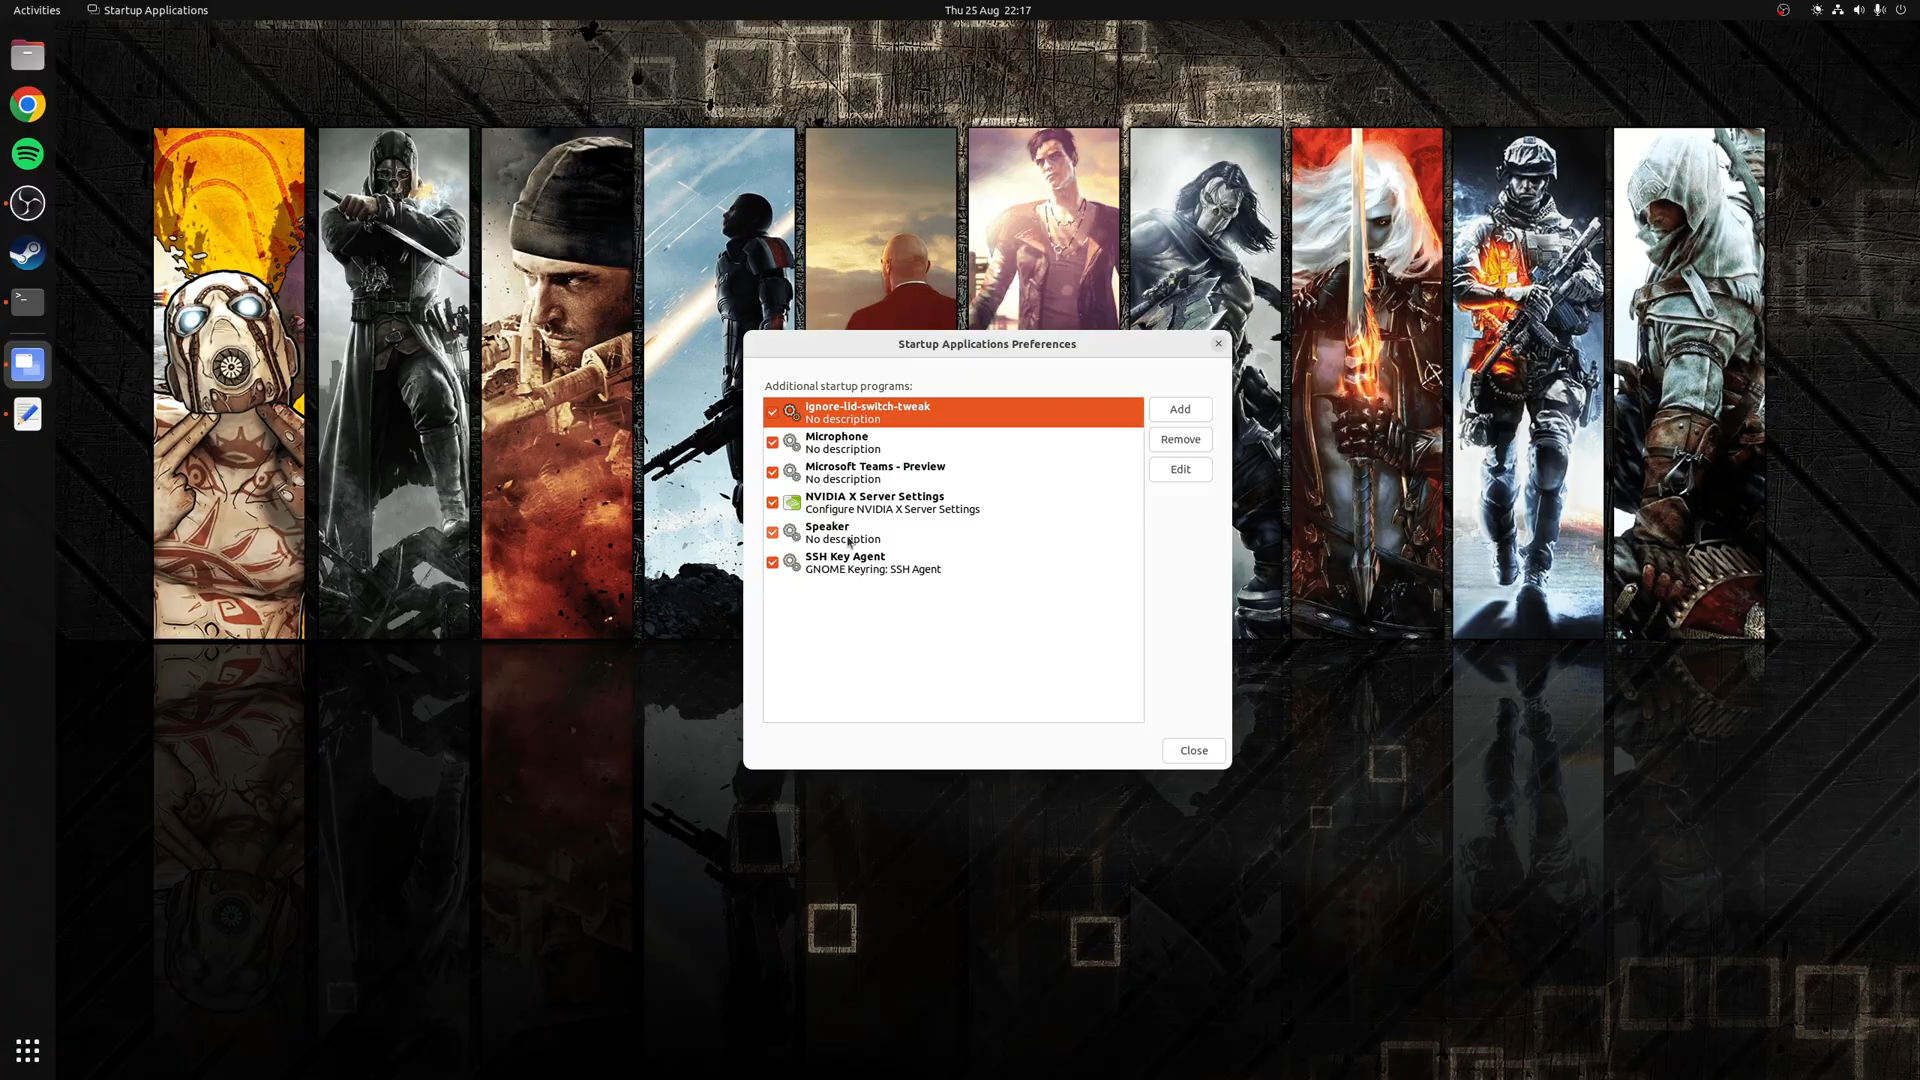 Activities
Startup Applications
Thu 25 Aug 22:17
Startup Applications Preferences
Additional startup programs:
ignore-lid-switch-tweak
No description
Microphone
No description
Microsoft Teams - Preview
No description
NVIDIA X Server Settings
Configure NVIDIA X Server Settings
Speaker
No description
SSH Key Agent
GNOME Keyring: SSH Agent
Add
Remove
Edit
Close